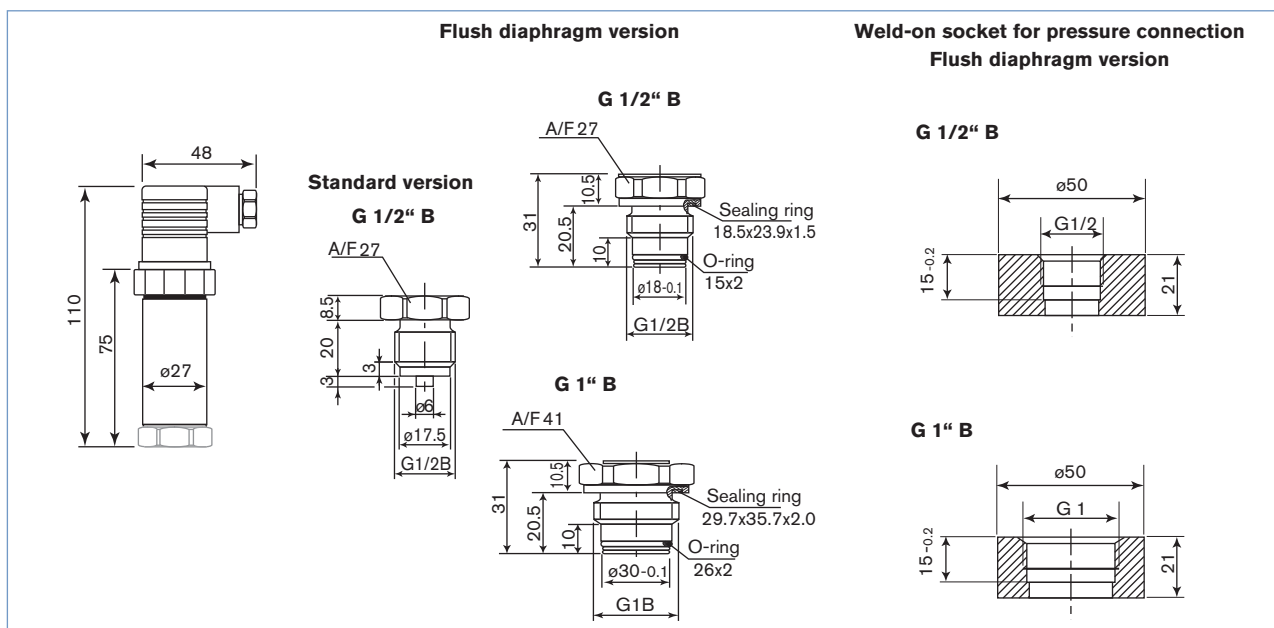 Flush diaphragm version
Weld-on socket for pressure connection
Flush diaphragm version
48
110
75
ø27
Standard version
G 1/2“ B
A/F 27
8.5
20
3
3
ø6
ø17.5
G1/2B
G 1/2“ B
A/F 27
31
10.5
20.5
10
Sealing ring
18.5x23.9x1.5
O-ring
15x2
ø18-0.1
G1/2B
G 1“ B
A/F 41
31
10.5
20.5
10
Sealing ring
29.7x35.7x2.0
O-ring
26x2
ø30-0.1
G1B
G 1/2“ B
ø50
G1/2
15-0.2
21
G 1“ B
ø50
G 1
15-0.2
21